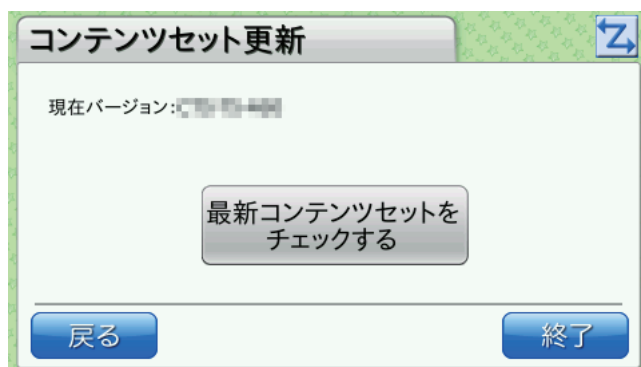 コンテンツセット更新
現在バージョン:
最新コンテンツセットを
チェックする
戻る
終了